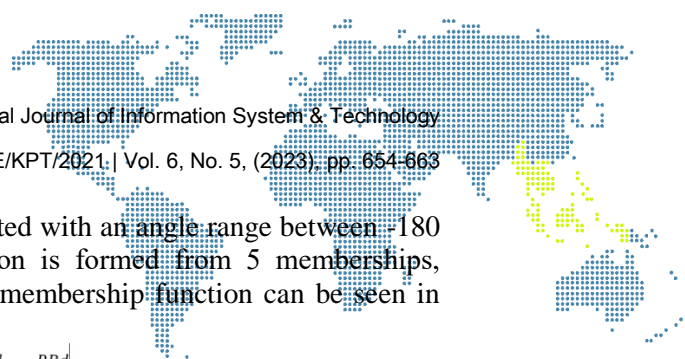 al Journal of Information System & Technology
E/KPT/2021 | Vol. 6, No. 5, (2023), pp. 654-663
ted with an angle range between -180
on is formed from 5 memberships,
membership function can be seen in